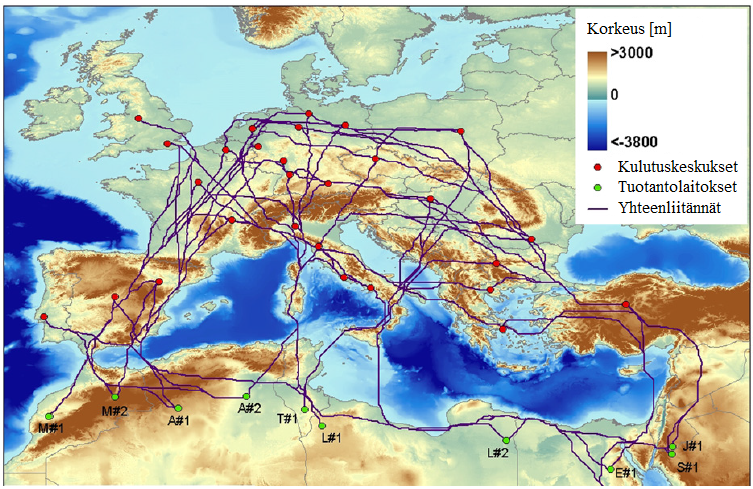 Korkeus [m]
>3000
0
<-3800
Kulutuskeskukset
Tuotantolaitokset
Yhteenliitännät
M#1
M#2
A#1
A#2
T#1
L#1
L#2
E#1
J#1
S#1